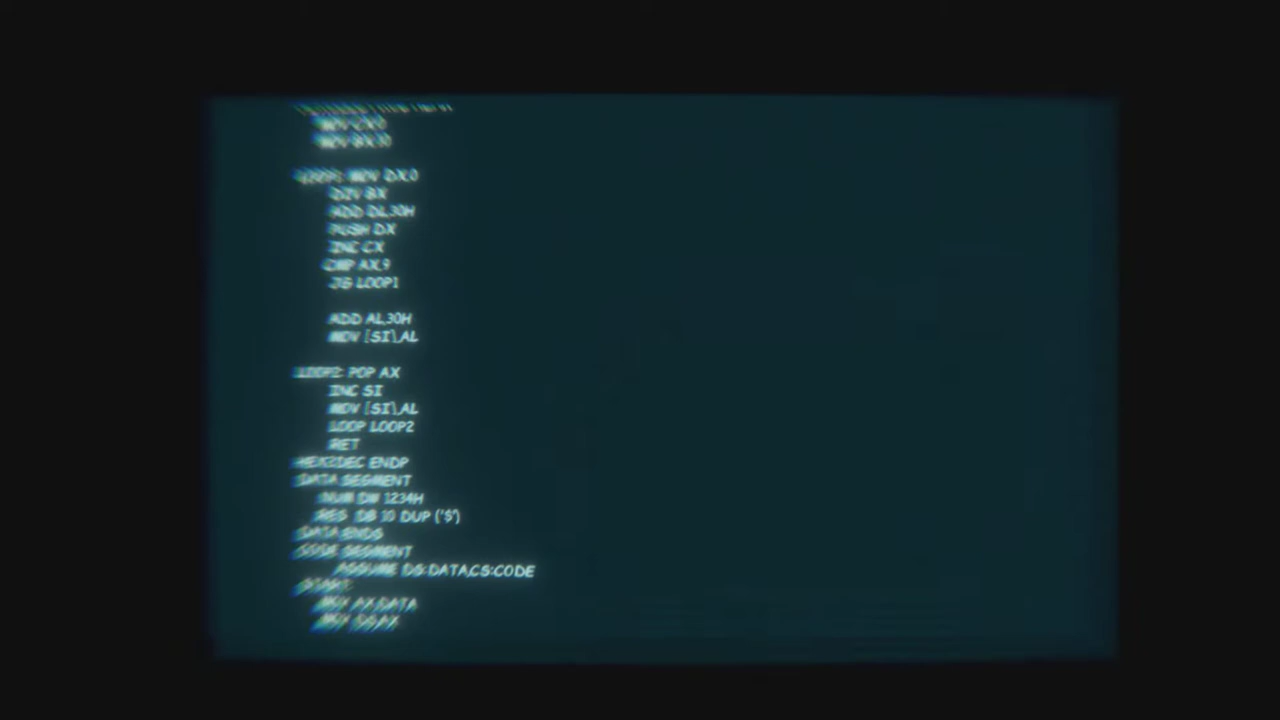 MOV CX,0
MOV BX,10
LOOP1: MOV DX,0
DIV BX
ADD DL,30H
PUSH DX
INC CX
CMP AX,9
JG LOOP1
ADD AL,30H
MOV [SI],AL
LOOP2: POP AX
INC SI
MOV [SI],AL
LOOP LOOP2
RET
HEX2DEC ENDP
DATA SEGMENT
NUM DW 1234H
RES DB 10 DUP ('$')
DATA ENDS
CODE SEGMENT
ASSUME DS:DATA,CS:CODE
START:
MOV AX,DATA
MOV DS,AX